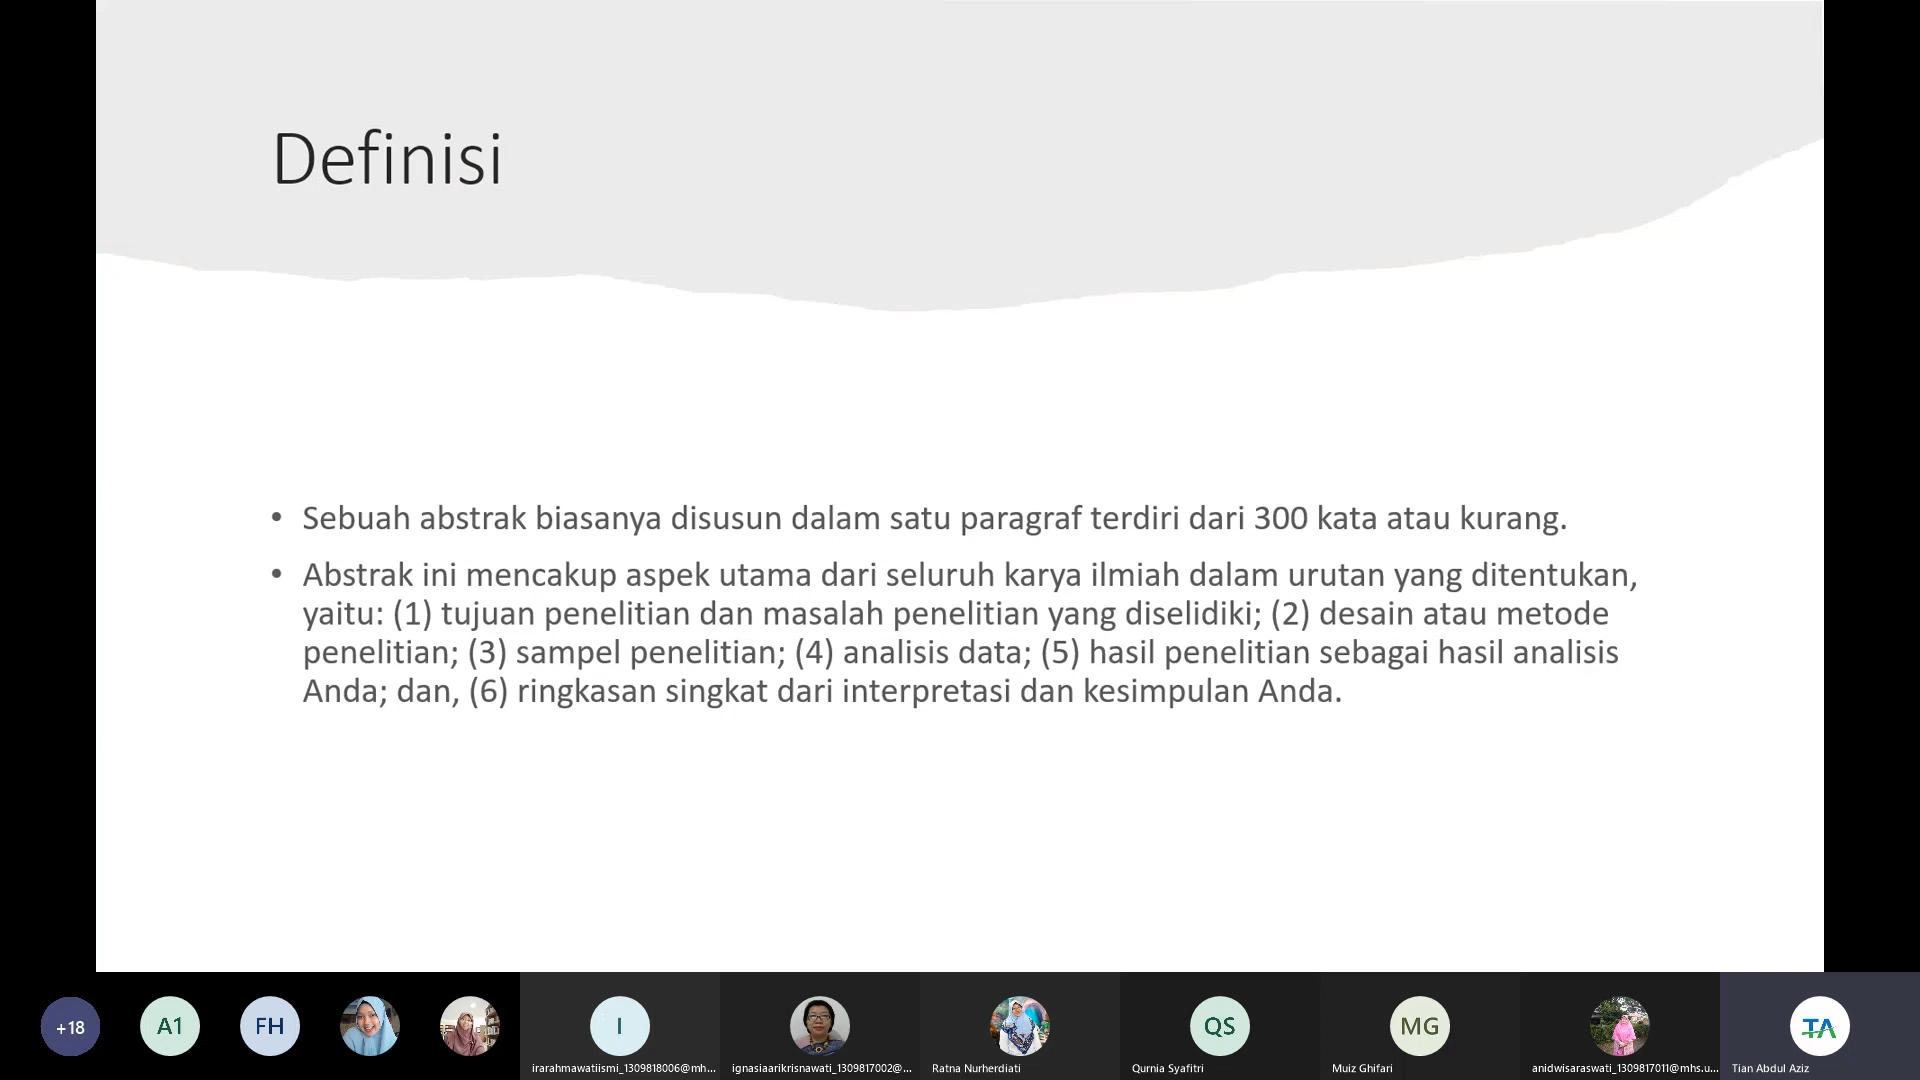 Definisi
• Sebuah abstrak biasanya disusun dalam satu paragraf terdiri dari 300 kata atau kurang.
• Abstrak ini mencakup aspek utama dari seluruh karya ilmiah dalam urutan yang ditentukan,
yaitu: (1) tujuan penelitian dan masalah penelitian yang diselidiki; (2) desain atau metode
penelitian; (3) sampel penelitian; (4) analisis data; (5) hasil penelitian sebagai hasil analisis
Anda; dan, (6) ringkasan singkat dari interpretasi dan kesimpulan Anda.
+18 A1 FH I QS MG TA
irarahmawatiismi_1309818006@mh... ignasiaarikrisnawati_1309817002@... Ratna Nurherdiati Qurnia Syafitri Muiz Ghifari anidwisaraswati_1309817011@mhs.u... Tian Abdul Aziz